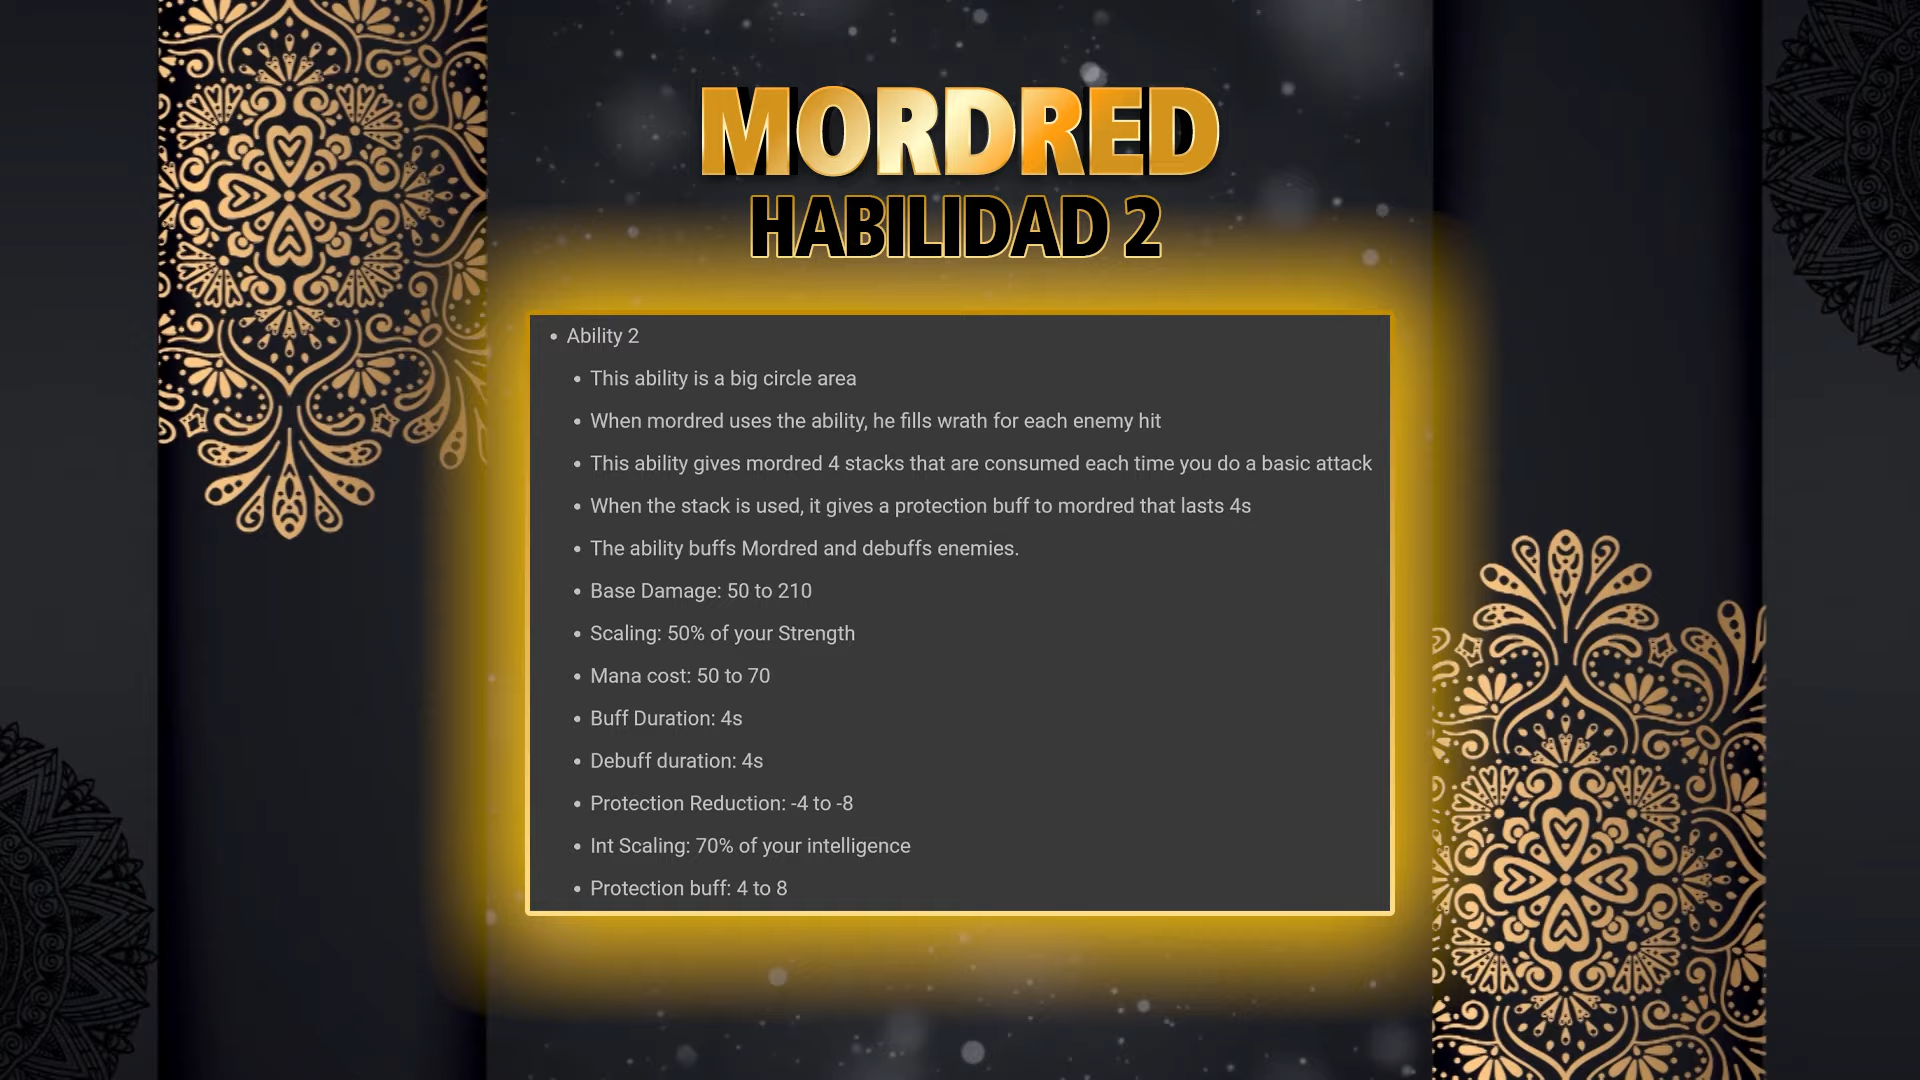 MORDRED
HABILIDAD 2
• Ability 2
• This ability is a big circle area
• When mordred uses the ability, he fills wrath for each enemy hit
• This ability gives mordred 4 stacks that are consumed each time you do a basic attack
• When the stack is used, it gives a protection buff to mordred that lasts 4s
• The ability buffs Mordred and debuffs enemies.
• Base Damage: 50 to 210
• Scaling: 50% of your Strength
• Mana cost: 50 to 70
• Buff Duration: 4s
• Debuff duration: 4s
• Protection Reduction: -4 to -8
• Int Scaling: 70% of your intelligence
• Protection buff: 4 to 8